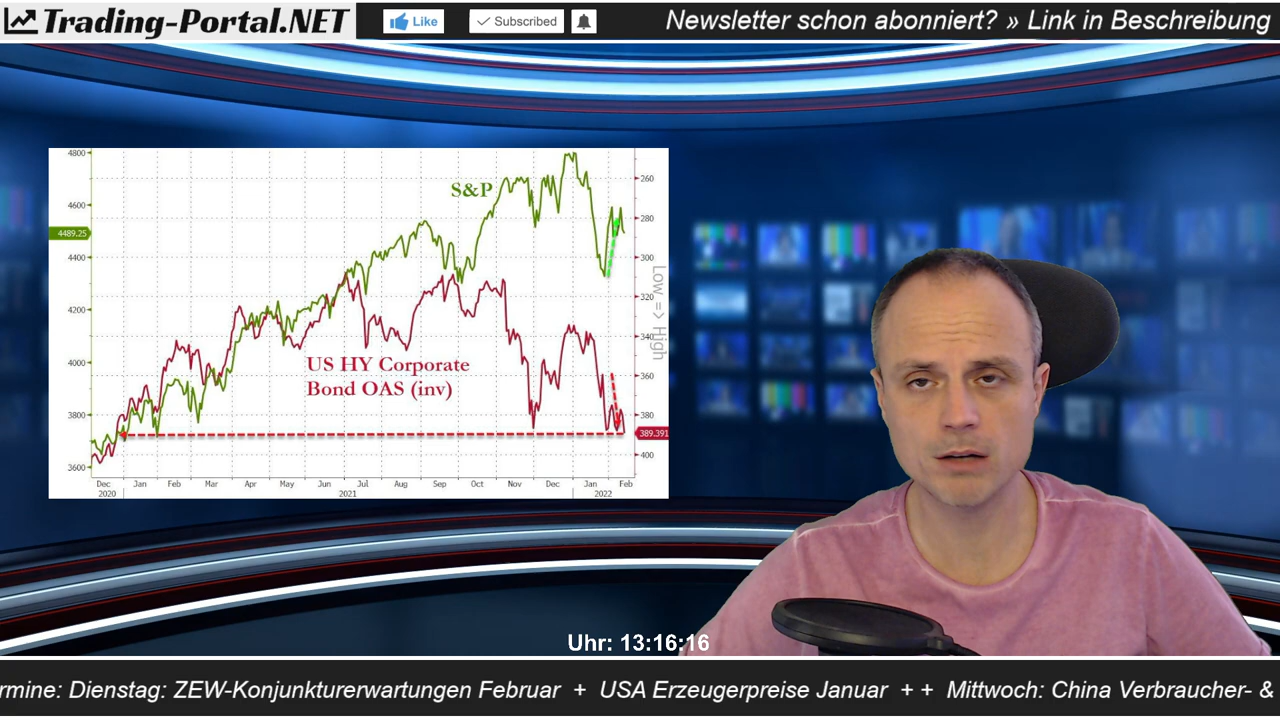 Trading-Portal.NET
Like
Subscribed
Newsletter schon abonniert? » Link in Beschreibung
4800
4600
4489.25
4400
4200
4000
3800
3600
S&P
US HY Corporate
Bond OAS (inv)
260
280
300
320
340
360
380
389.391
400
Low => High
Dec Jan Feb Mar Apr May Jun Jul Aug Sep Oct Nov Dec Jan Feb
2020 2021 2022
Uhr: 13:16:16
rmine: Dienstag: ZEW-Konjunkturerwartungen Februar + USA Erzeugerpreise Januar + + Mittwoch: China Verbraucher- &